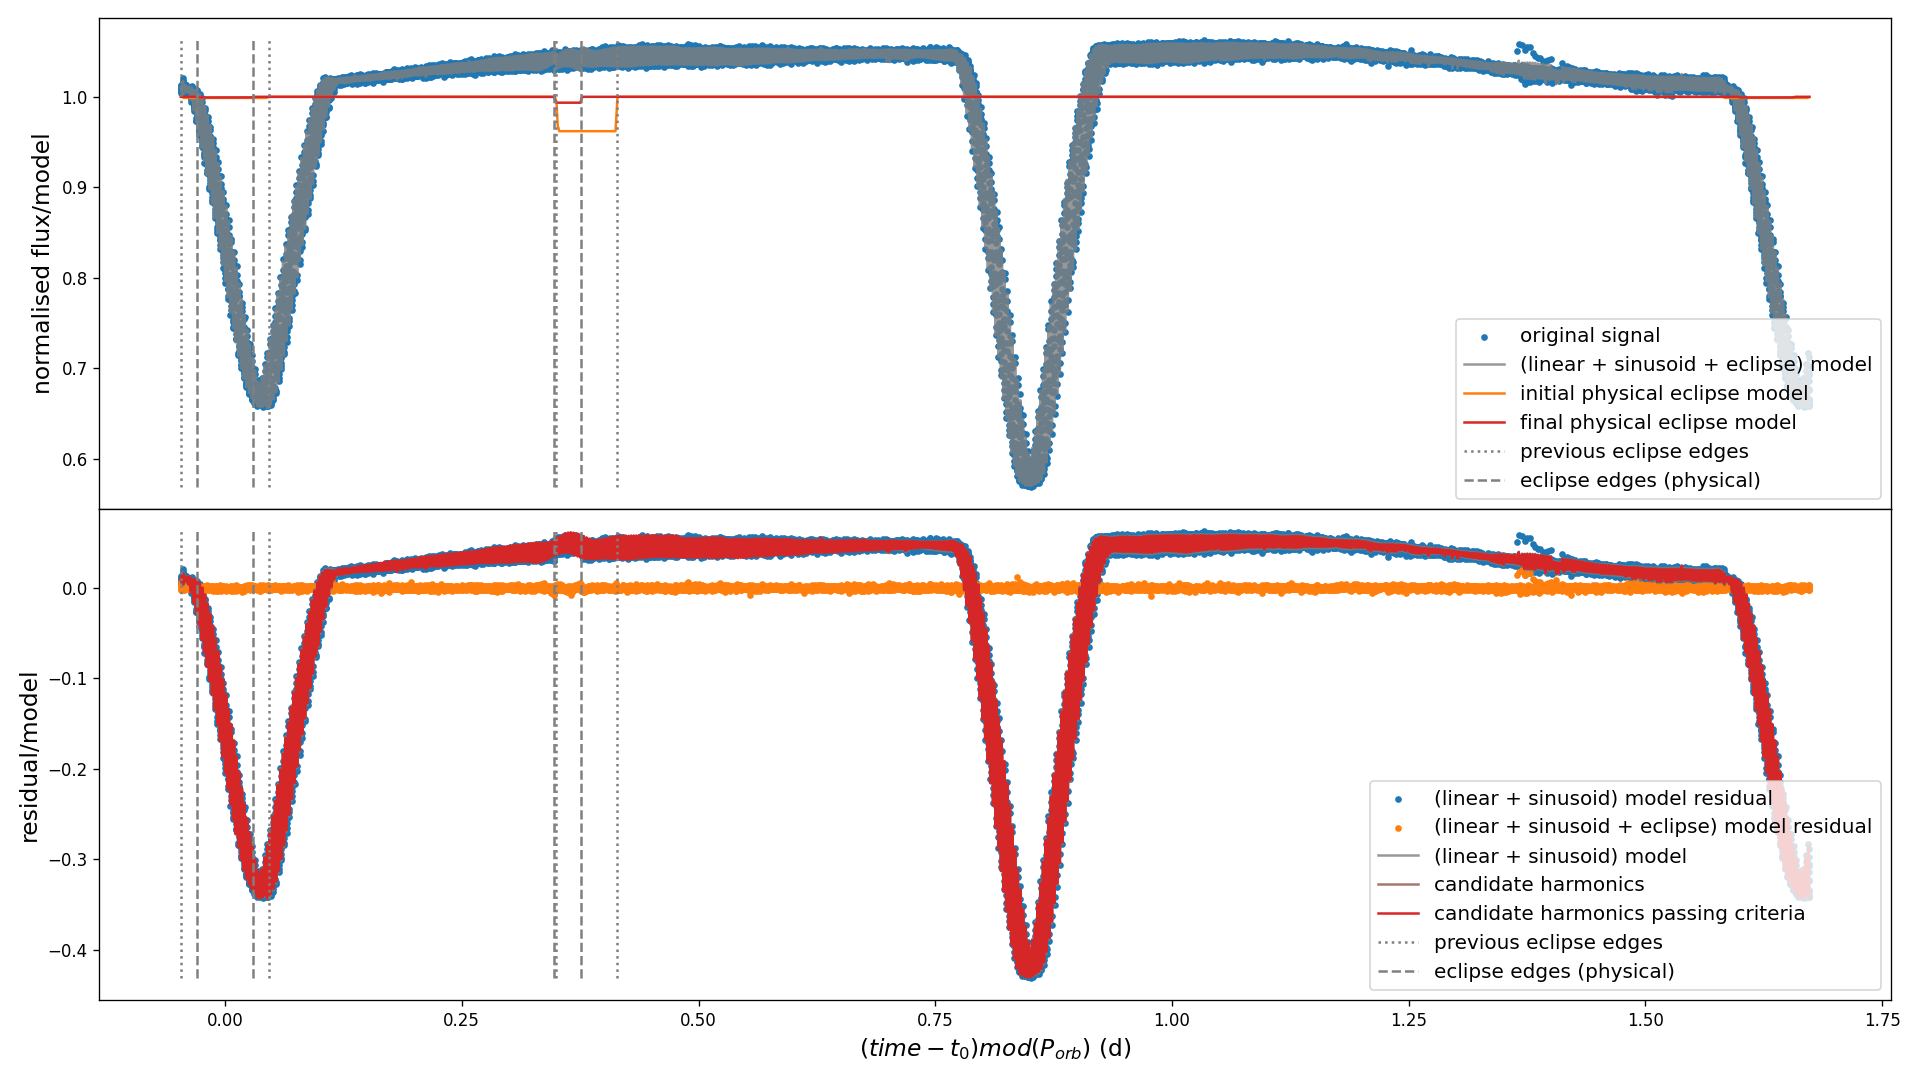 normalised flux/model
1.0
0.9
0.8
0.7
0.6
original signal
(linear + sinusoid + eclipse) model
initial physical eclipse model
final physical eclipse model
previous eclipse edges
eclipse edges (physical)
residual/model
0.0
−0.1
−0.2
−0.3
−0.4
(linear + sinusoid) model residual
(linear + sinusoid + eclipse) model residual
(linear + sinusoid) model
candidate harmonics
candidate harmonics passing criteria
previous eclipse edges
eclipse edges (physical)
0.00 0.25 0.50 0.75 1.00 1.25 1.50 1.75
(time − t₀)mod(Pₒᵣb) (d)